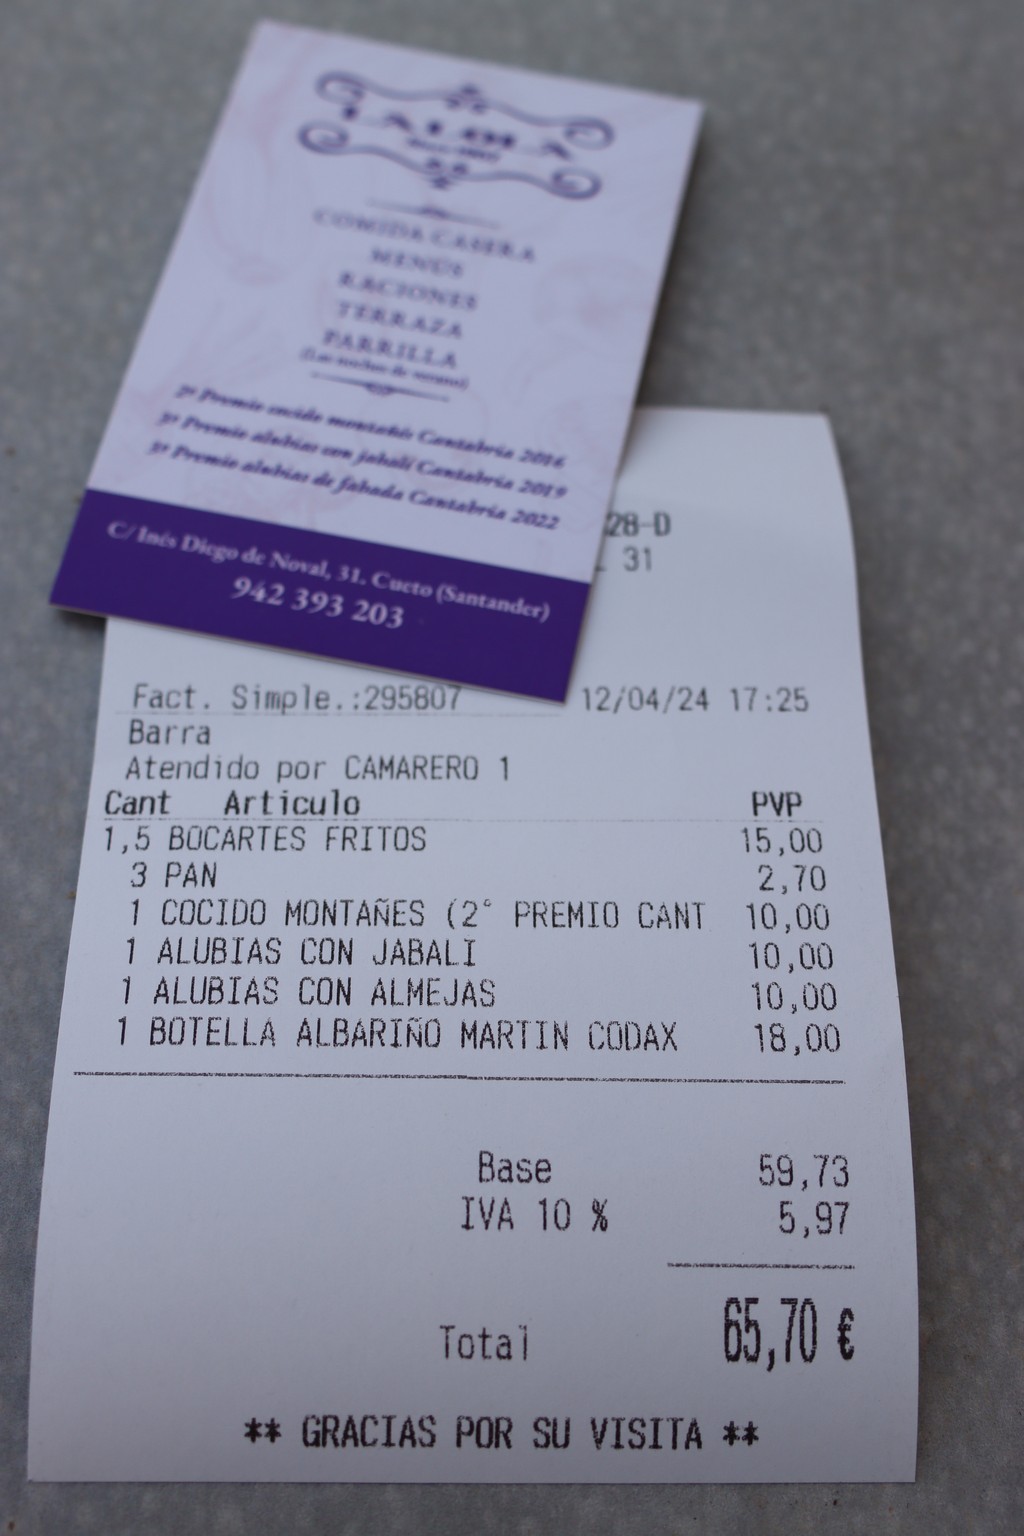 COMIDA CASERA
MENÚS
RACIONES
TERRAZA
PARRILLA
(Las noches de verano)
2º Premio cocido montañés Cantabria 2016
3º Premio alubias con jabalí Cantabria 2019
Premio alubias de fabada Cantabria 2022
C/ Inés Diego de Noval, 31. Cueto (Santander)
942 393 203
28-D
31
Fact. Simple.:295807 12/04/24 17:25
Barra
Atendido por CAMARERO 1
Cant Articulo PVP
1,5 BOCARTES FRITOS 15,00
3 PAN 2,70
1 COCIDO MONTAÑES (2° PREMIO CANT 10,00
1 ALUBIAS CON JABALI 10,00
1 ALUBIAS CON ALMEJAS 10,00
1 BOTELLA ALBARIÑO MARTIN CODAX 18,00
Base 59,73
IVA 10 % 5,97
Total 65,70 €
** GRACIAS POR SU VISITA **